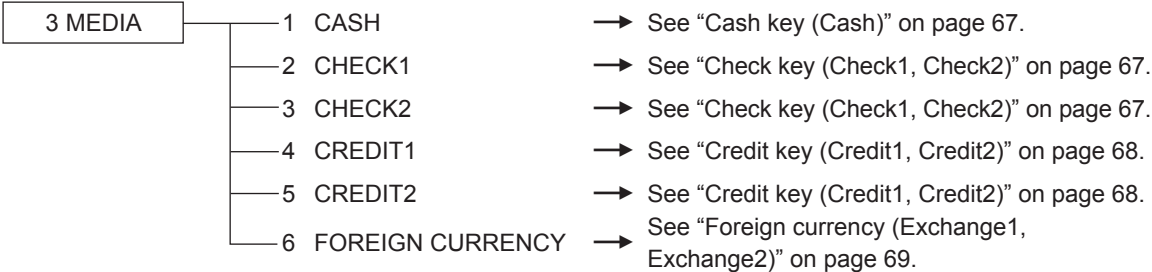 3 MEDIA
1 CASH See “Cash key (Cash)” on page 67.
2 CHECK1 See “Check key (Check1, Check2)” on page 67.
3 CHECK2 See “Check key (Check1, Check2)” on page 67.
4 CREDIT1 See “Credit key (Credit1, Credit2)” on page 68.
5 CREDIT2 See “Credit key (Credit1, Credit2)” on page 68.
6 FOREIGN CURRENCY See “Foreign currency (Exchange1,
Exchange2)” on page 69.